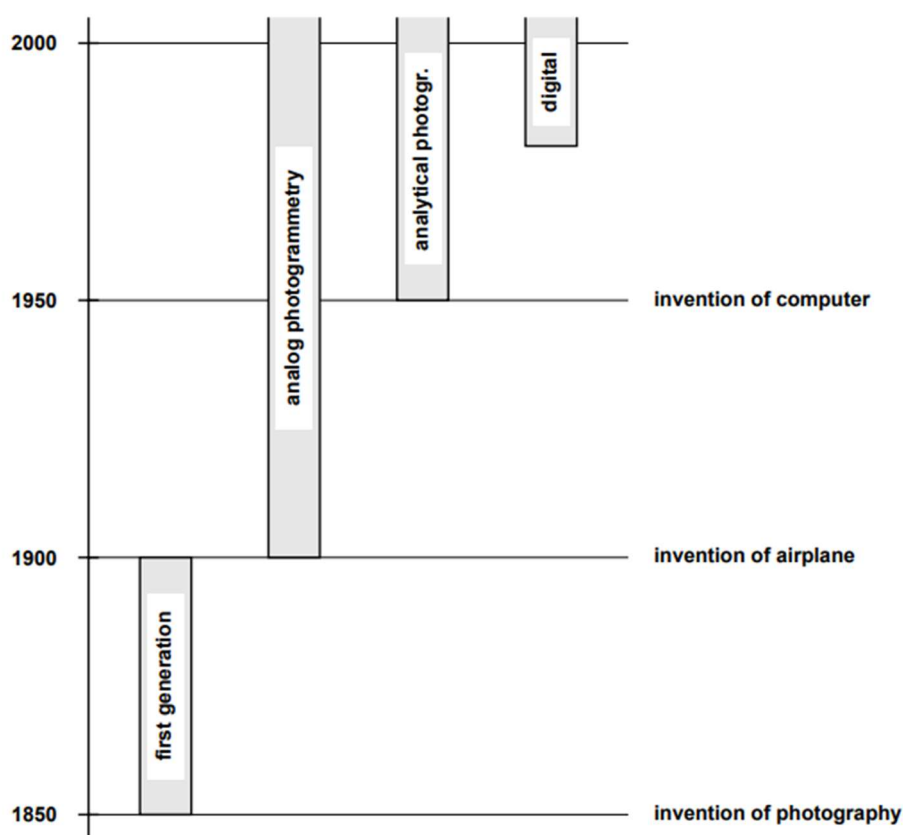 2000
digital
analytical photogr.
analog photogrammetry
1950
invention of computer
1900
invention of airplane
first generation
1850
invention of photography